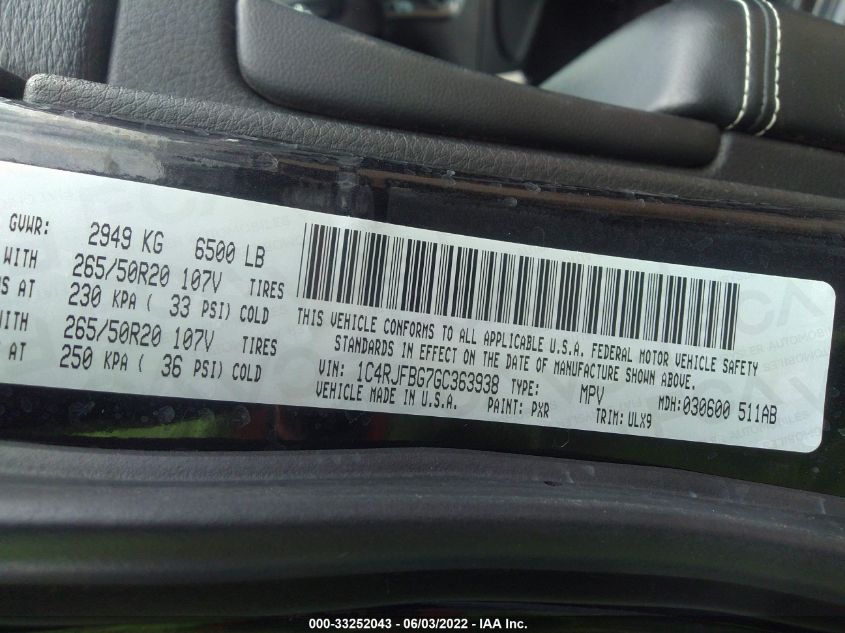 GVWR: 2949 KG 6500 LB
WITH 265/50R20 107V TIRES
S AT 230 KPA ( 33 PSI) COLD
WITH 265/50R20 107V TIRES
AT 250 KPA ( 36 PSI) COLD
THIS VEHICLE CONFORMS TO ALL APPLICABLE U.S.A. FEDERAL MOTOR VEHICLE SAFETY
STANDARDS IN EFFECT ON THE DATE OF MANUFACTURE SHOWN ABOVE.
VIN: 1C4RJFBG7GC363938 TYPE: MPV MDH:030600 511AB
VEHICLE MADE IN U.S.A. PAINT: PXR TRIM: ULX9
000-33252043 - 06/03/2022 - IAA Inc.